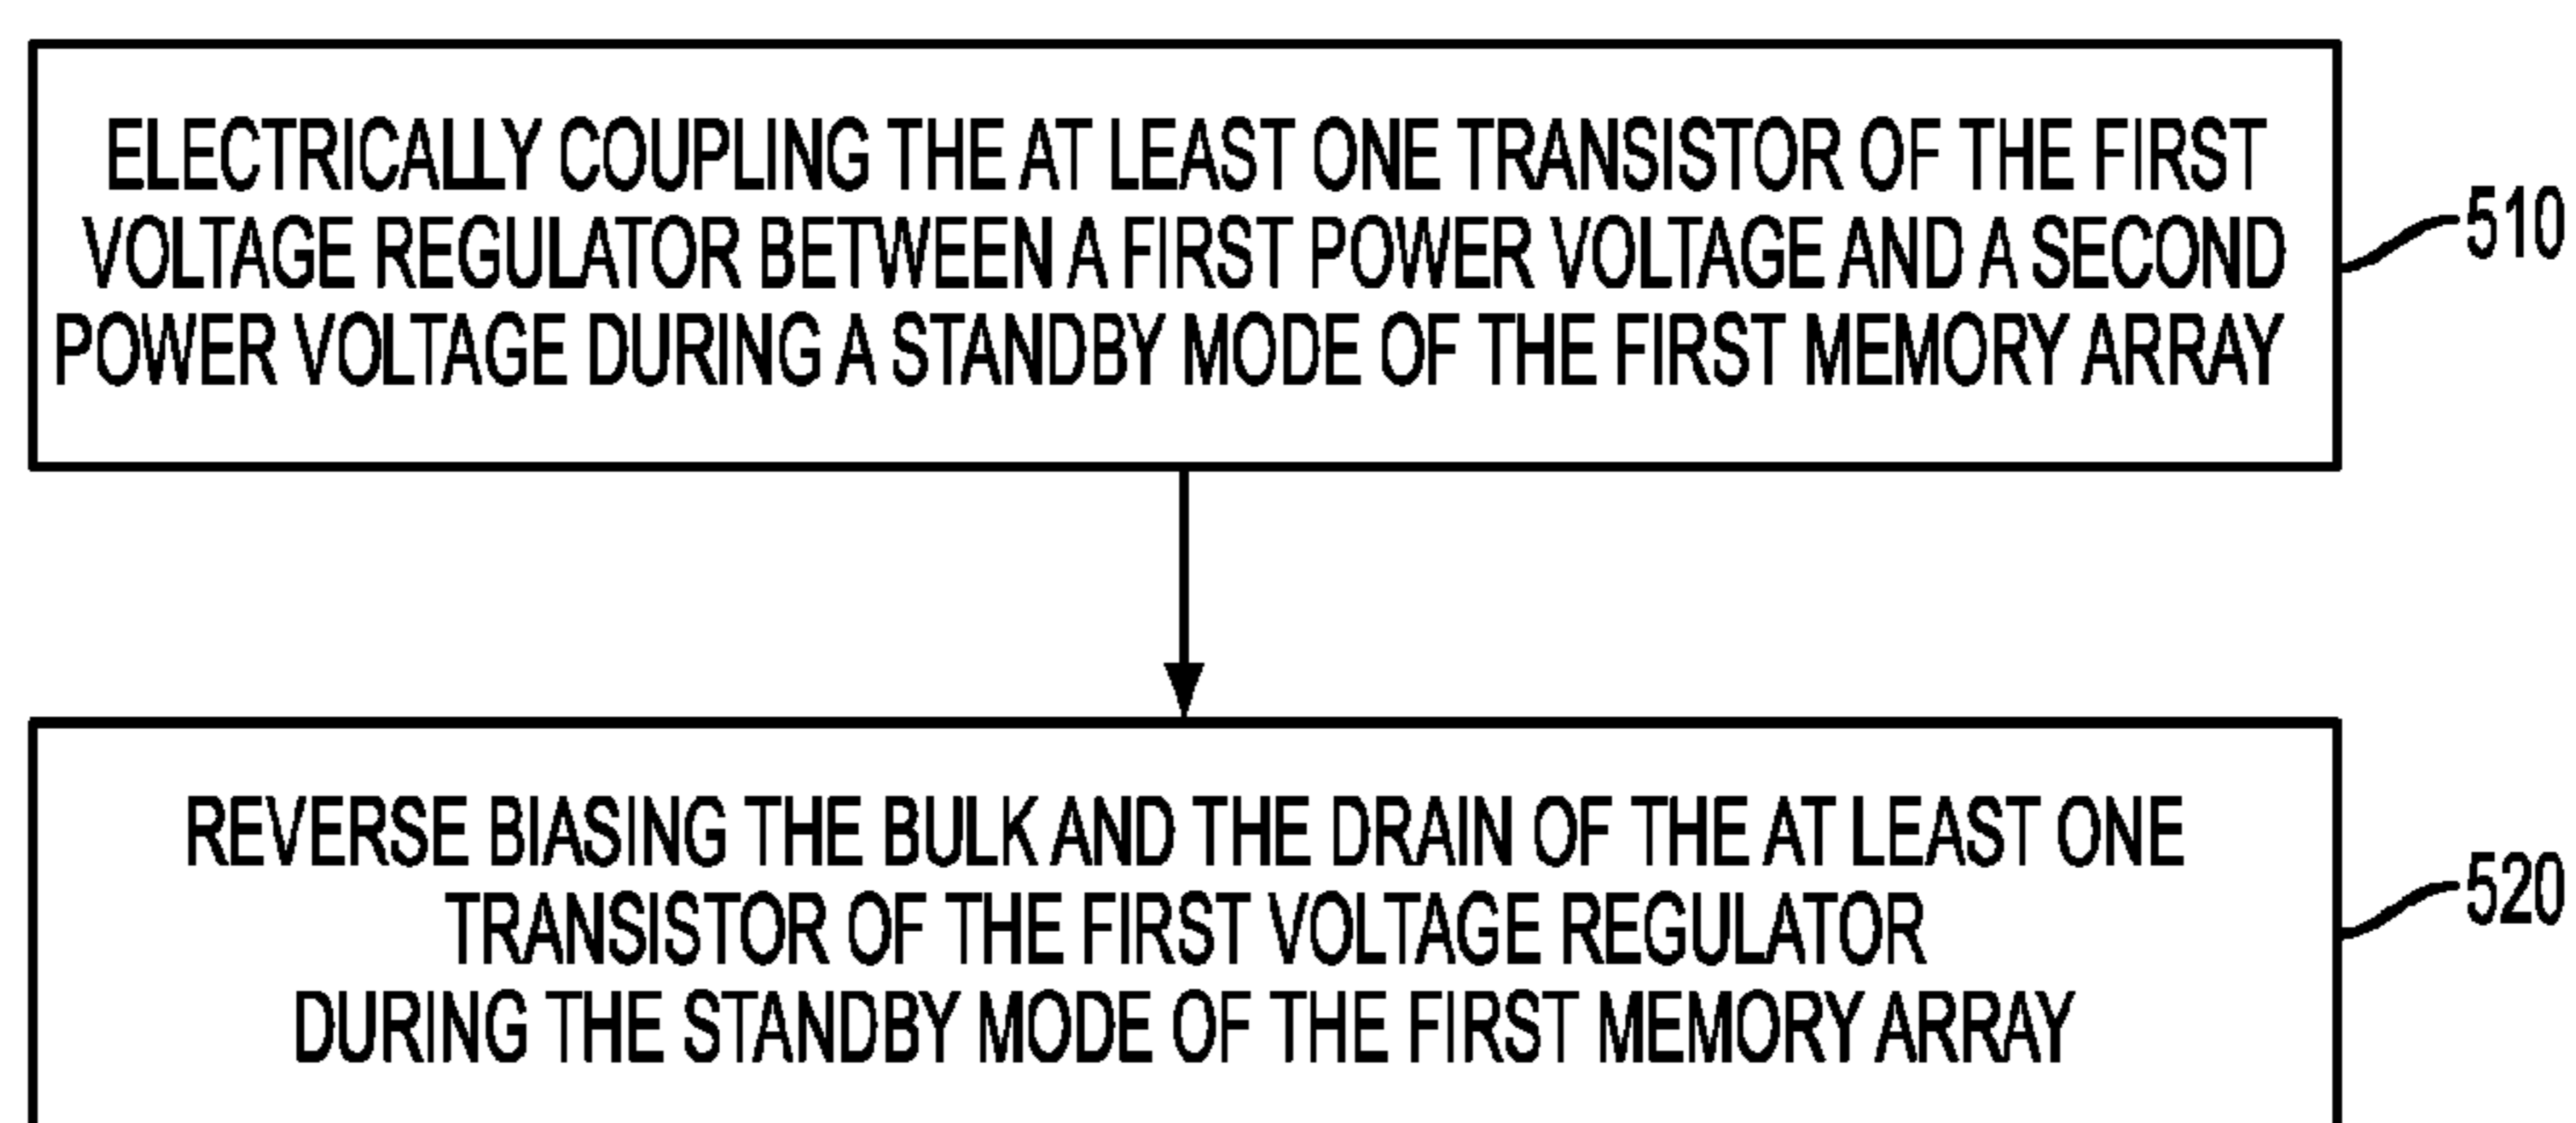 ELECTRICALLY COUPLING THE AT LEAST ONE TRANSISTOR OF THE FIRST
VOLTAGE REGULATOR BETWEEN A FIRST POWER VOLTAGE AND A SECOND
POWER VOLTAGE DURING A STANDBY MODE OF THE FIRST MEMORY ARRAY
510
REVERSE BIASING THE BULK AND THE DRAIN OF THE AT LEAST ONE
TRANSISTOR OF THE FIRST VOLTAGE REGULATOR
DURING THE STANDBY MODE OF THE FIRST MEMORY ARRAY
520